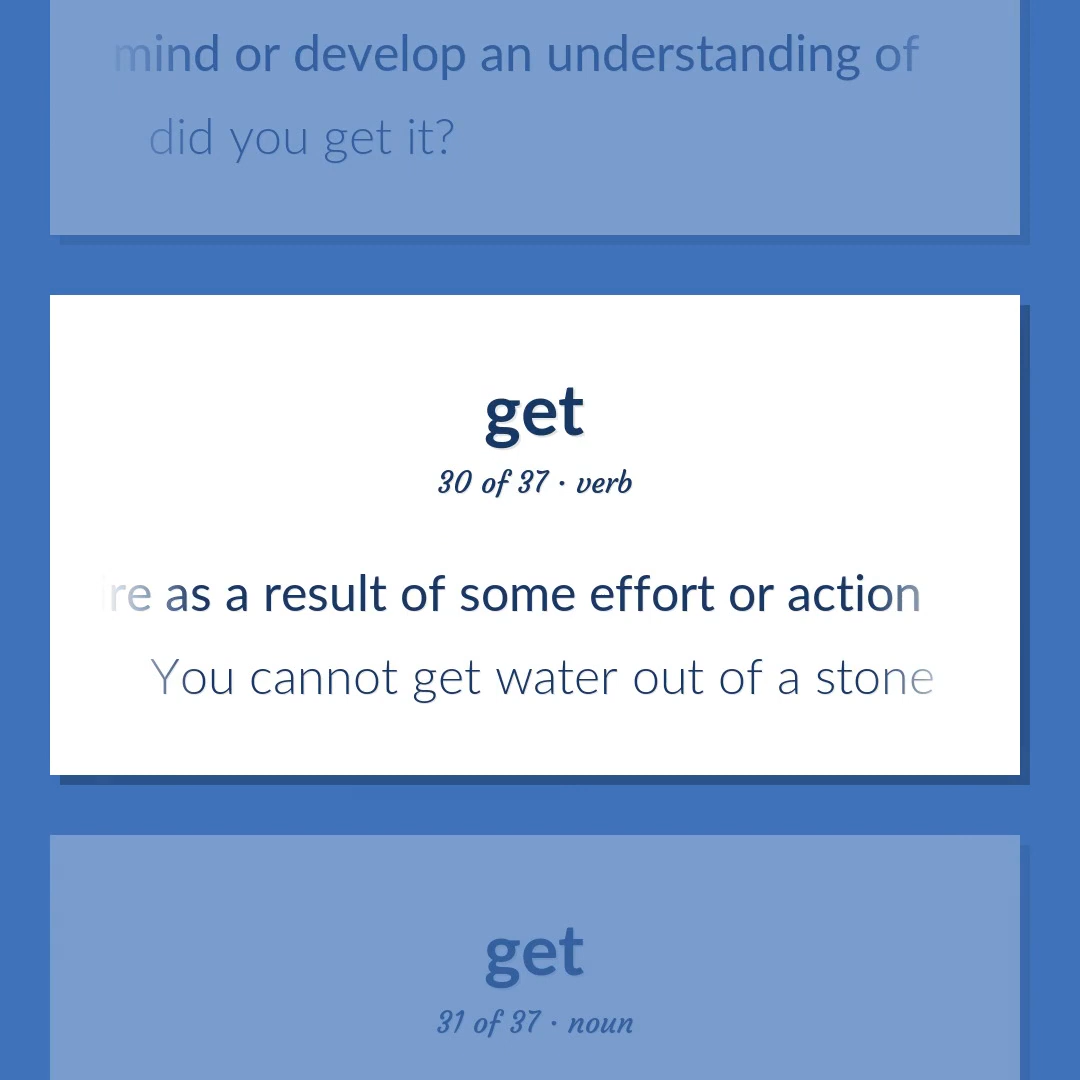 mind or develop an understanding of
did you get it?
get
30 of 37 · verb
re as a result of some effort or action
You cannot get water out of a stone
get
31 of 37 · noun